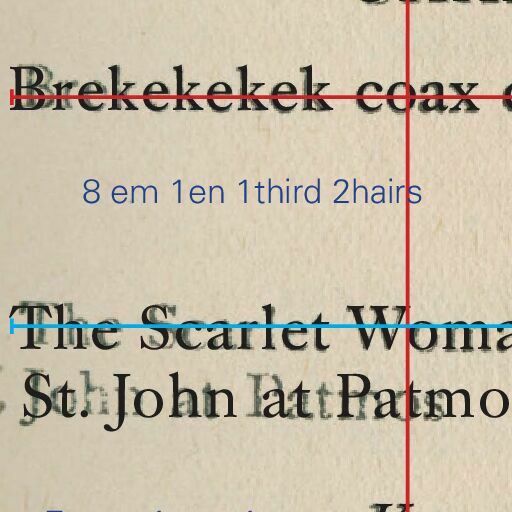 Brekekekek coax
8 em 1en 1third 2hairs
The Scarlet Woma
St. John at Patmo